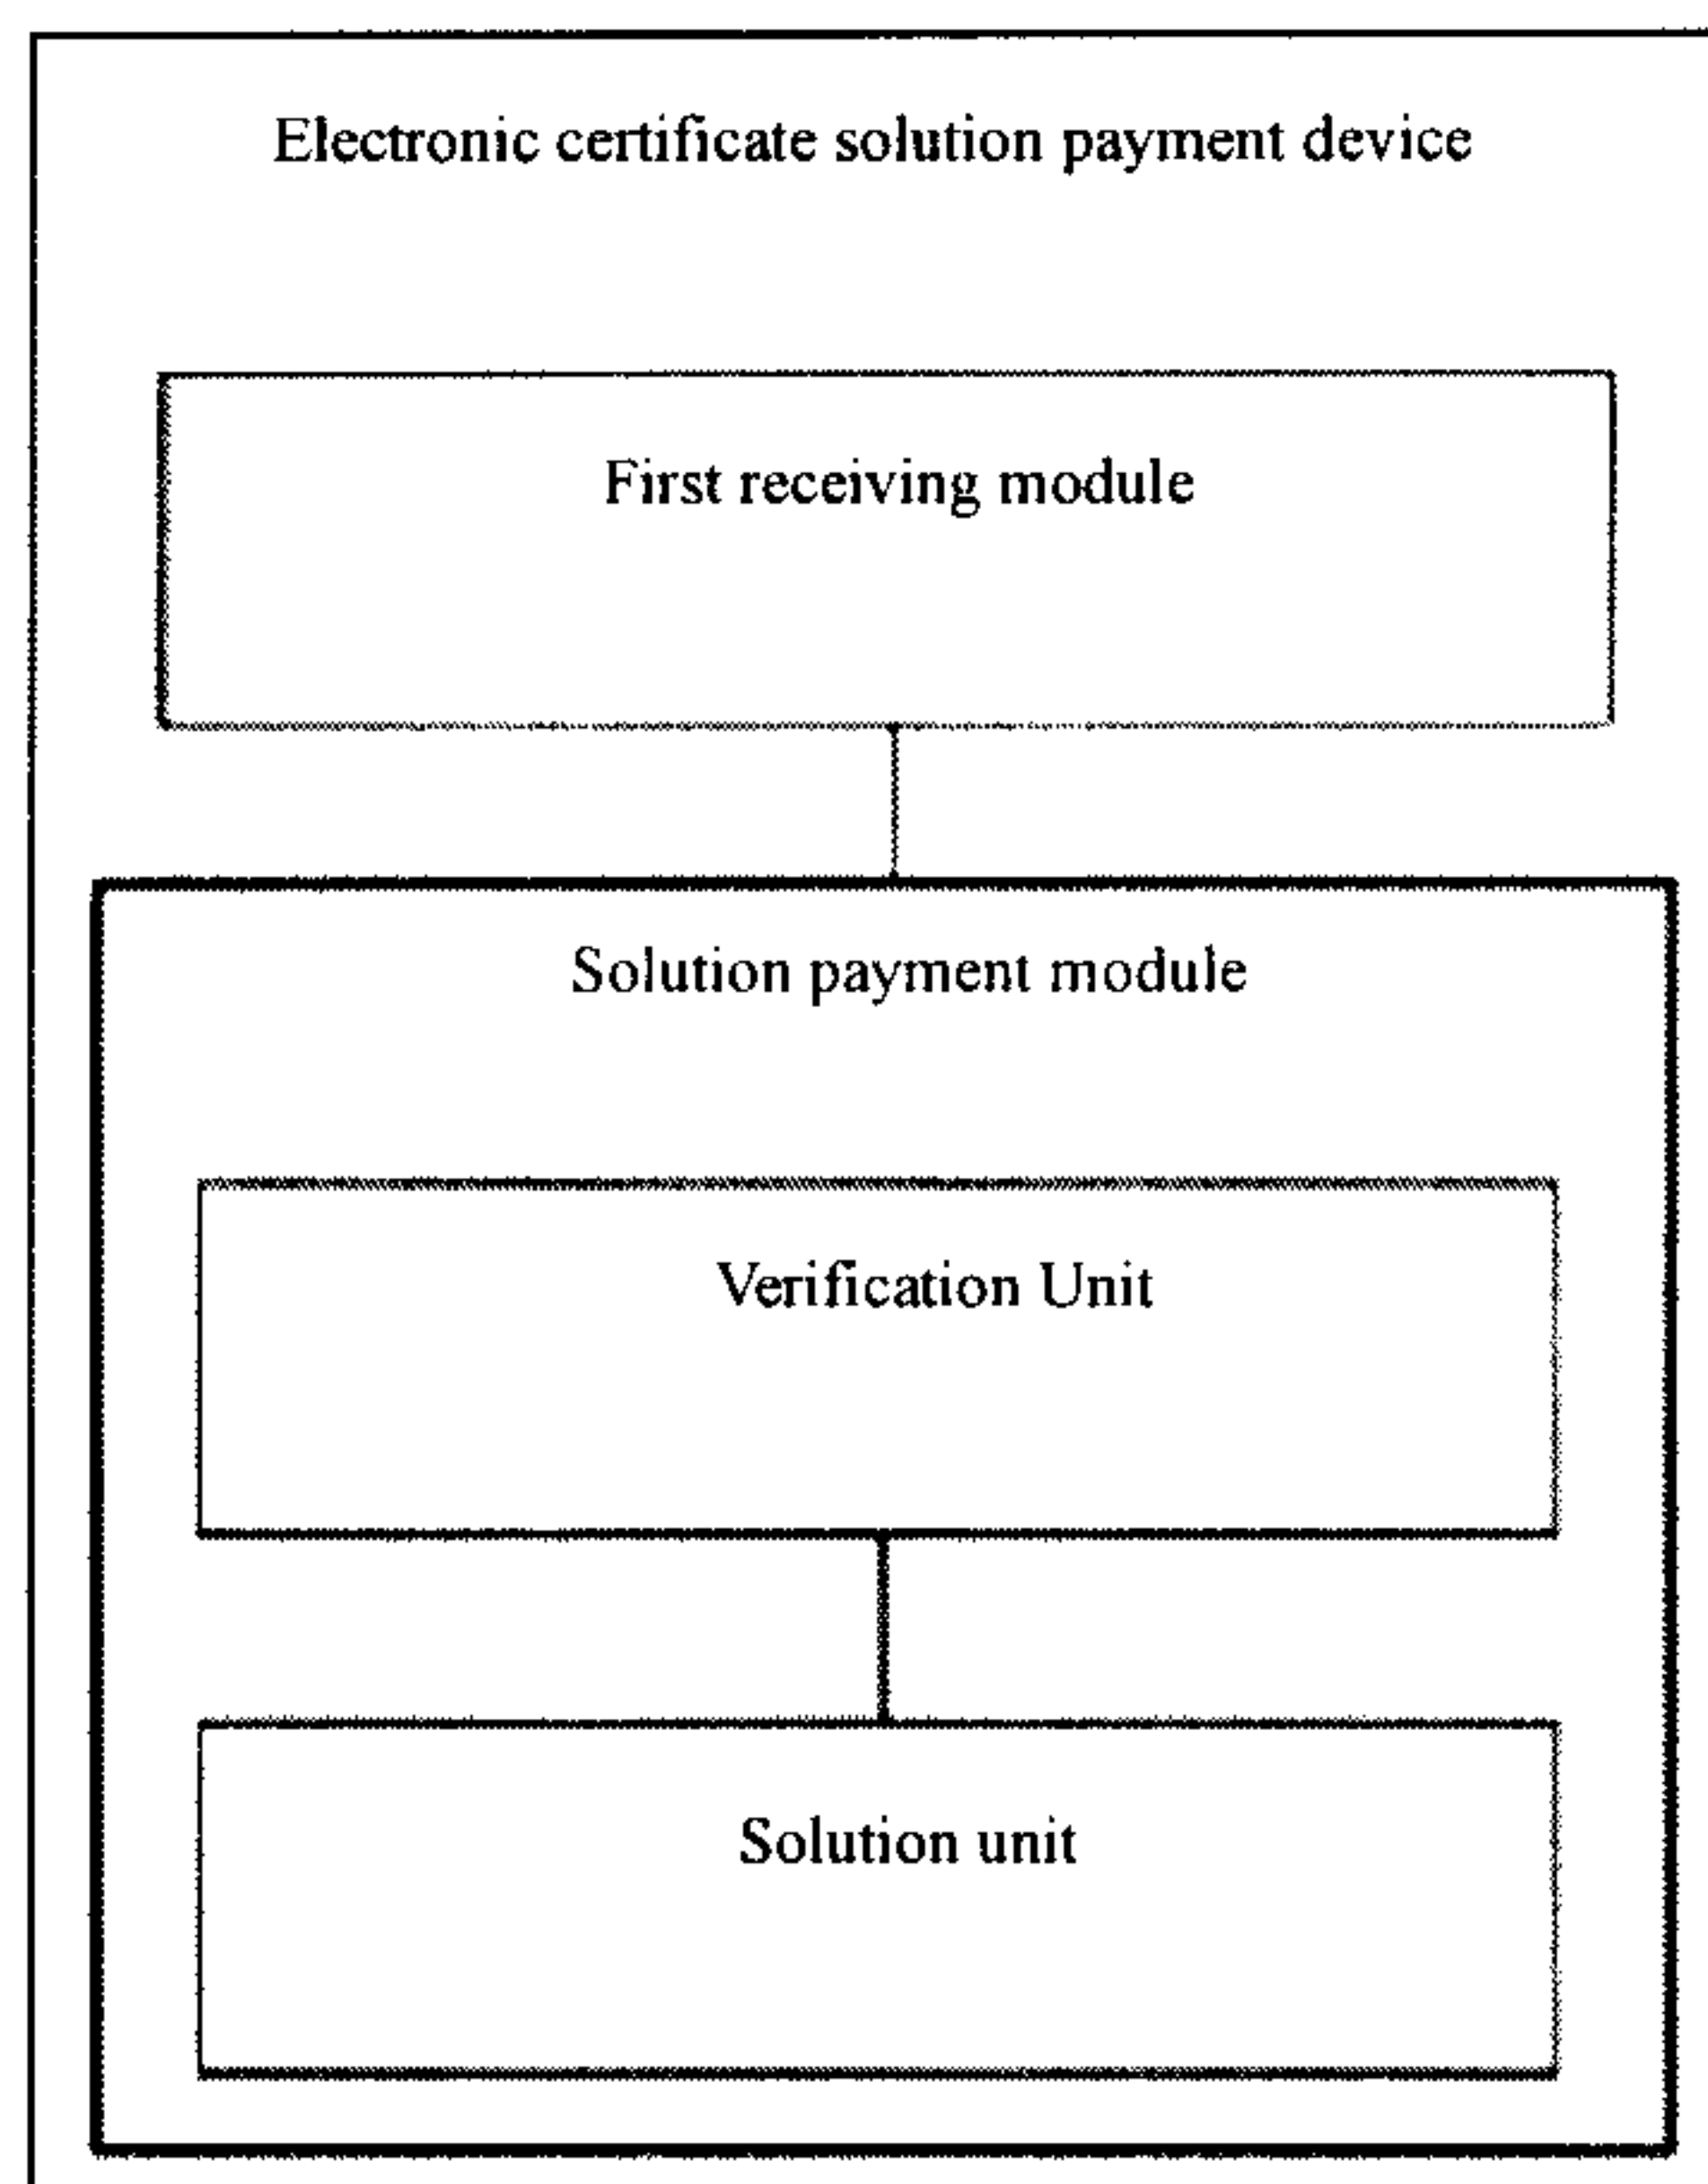 Electronic certificate solution payment device
First receiving module
Solution payment module
Verification Unit
Solution unit